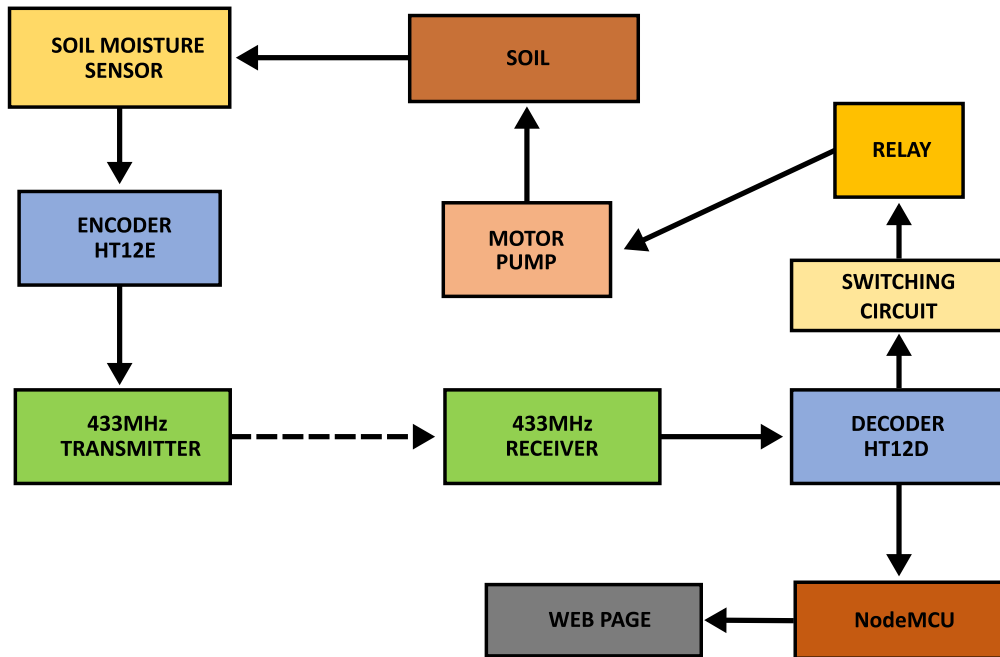 SOIL MOISTURE
SENSOR
SOIL
RELAY
ENCODER
HT12E
MOTOR
PUMP
SWITCHING
CIRCUIT
433MHz
TRANSMITTER
433MHz
RECEIVER
DECODER
HT12D
WEB PAGE
NodeMCU